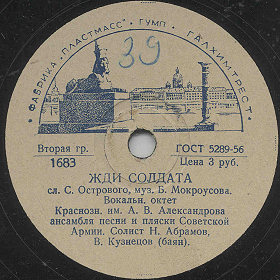 ФАБРИКА „ПЛАСТМАСС" • ГУМП • ГАЛХИМТРЕСТ
39
Вторая гр.
1683
ГОСТ 5289-56
Цена 3 руб.
ЖДИ СОЛДАТА
сл. С. Острового, муз. Б. Мокроусова.
Вокальн. октет
Краснозн. им. А. В. Александрова
ансамбля песни и пляски Советской
Армии. Солист Н. Абрамов,
В. Кузнецов (баян).